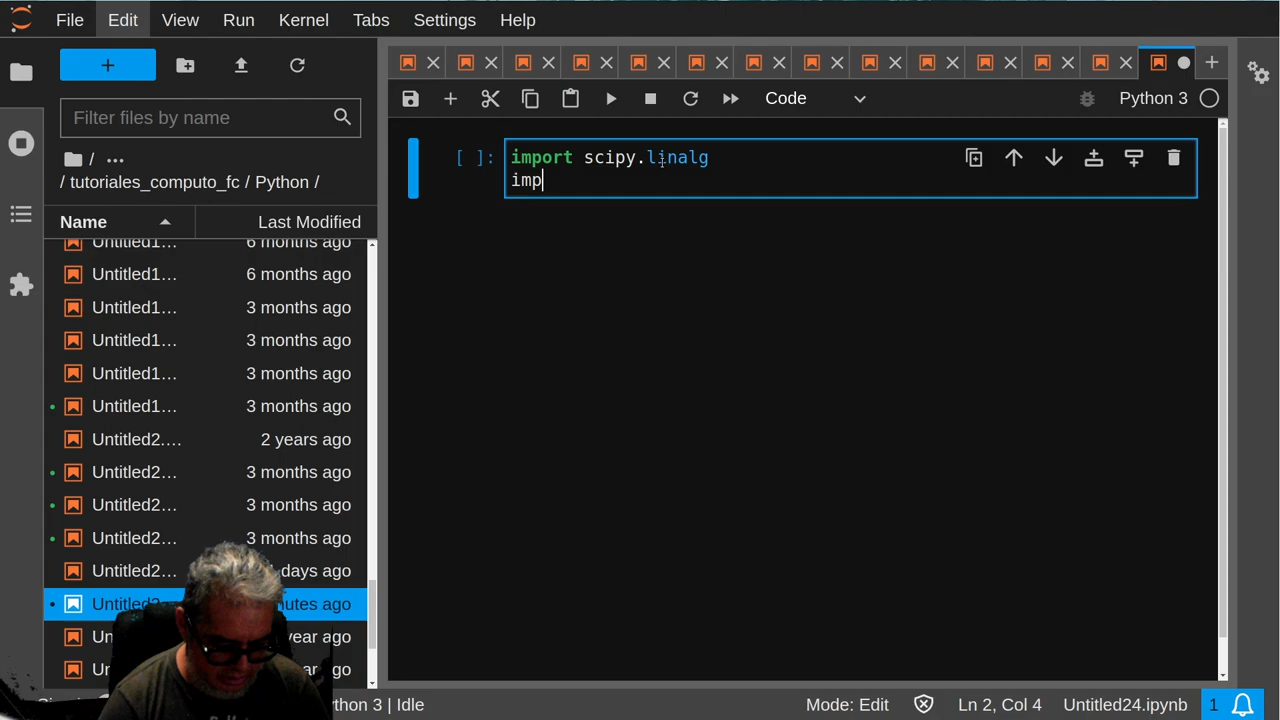 File Edit View Run Kernel Tabs Settings Help
+
Filter files by name
/ ...
/ tutoriales_computo_fc / Python /
Name Last Modified
Untitled1… 6 months ago
Untitled1… 6 months ago
Untitled1… 3 months ago
Untitled1… 3 months ago
Untitled1… 3 months ago
Untitled1… 3 months ago
Untitled2.… 2 years ago
Untitled2… 3 months ago
Untitled2… 3 months ago
Untitled2… 3 months ago
Untitled2… days ago
ago
year ago
ago
Code
Python 3
[ ]: import scipy.linalg
imp
Python 3 | Idle
Mode: Edit
Ln 2, Col 4
Untitled24.ipynb
1